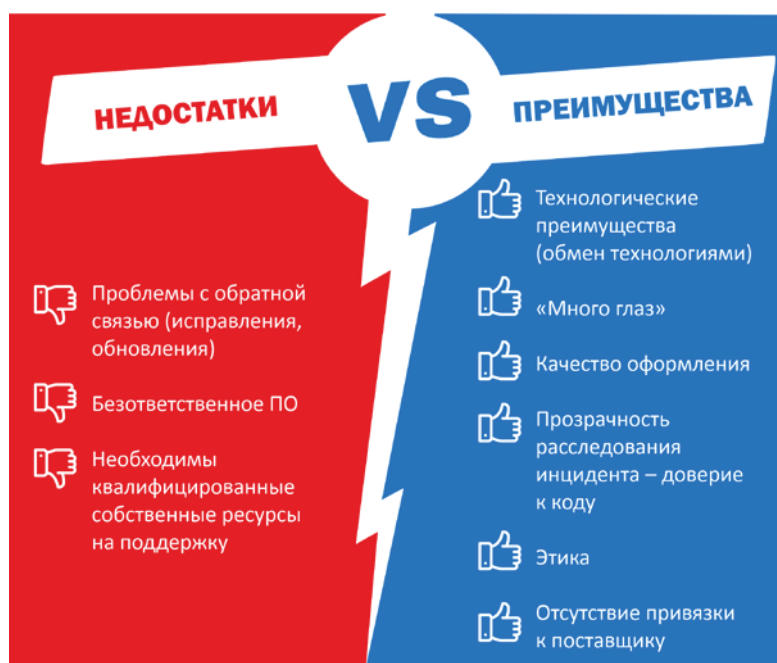 НЕДОСТАТКИ
VS
ПРЕИМУЩЕСТВА
Проблемы с обратной
связью (исправления,
обновления)
Безответственное ПО
Необходимы
квалифицированные
собственные ресурсы
на поддержку
Технологические
преимущества
(обмен технологиями)
«Много глаз»
Качество оформления
Прозрачность
расследования
инцидента – доверие
к коду
Этика
Отсутствие привязки
к поставщику